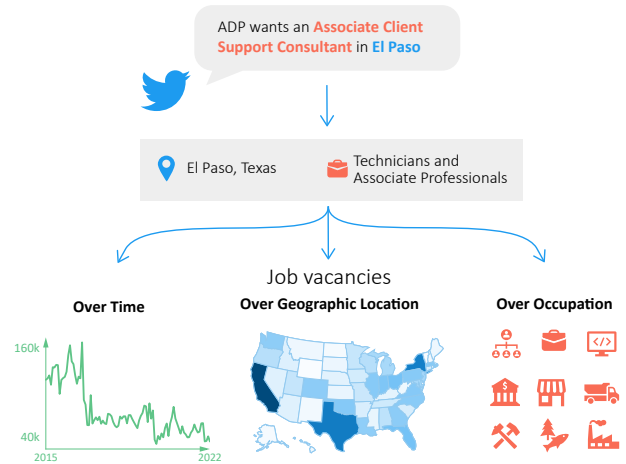 ADP wants an Associate Client
Support Consultant in El Paso
El Paso, Texas
Technicians and
Associate Professionals
Job vacancies
Over Time
Over Geographic Location
Over Occupation
160k
40k
2015
2022
</>
$